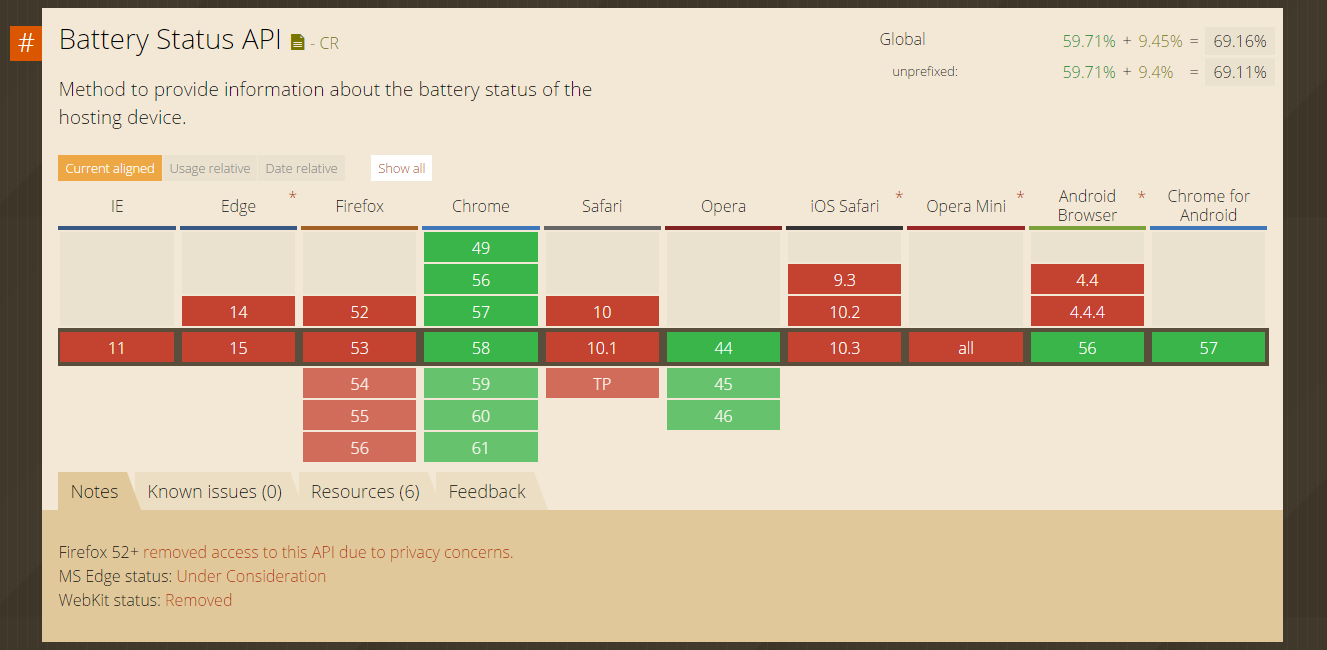 #
Battery Status API - CR
Global 59.71% + 9.45% = 69.16%
unprefixed: 59.71% + 9.4% = 69.11%
Method to provide information about the battery status of the
hosting device.
Current aligned Usage relative Date relative Show all
IE Edge * Firefox Chrome Safari Opera iOS Safari * Opera Mini * Android Browser * Chrome for Android
49
56 9.3 4.4
14 52 57 10 10.2 4.4.4
11 15 53 58 10.1 44 10.3 all 56 57
54 59 TP 45
55 60 46
56 61
Notes Known issues (0) Resources (6) Feedback
Firefox 52+ removed access to this API due to privacy concerns.
MS Edge status: Under Consideration
WebKit status: Removed